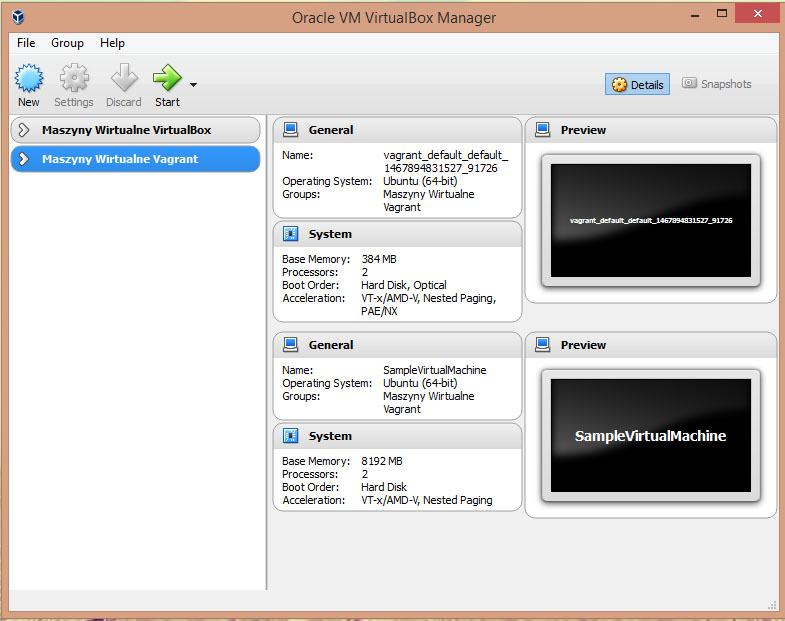 Oracle VM VirtualBox Manager
File Group Help
New Settings Discard Start
Details Snapshots
Maszyny Wirtualne VirtualBox
Maszyny Wirtualne Vagrant
General
Name: vagrant_default_default_
1467894831527_91726
Operating System: Ubuntu (64-bit)
Groups: Maszyny Wirtualne
Vagrant
Preview
vagrant_default_default_1467894831527_91726
System
Base Memory: 384 MB
Processors: 2
Boot Order: Hard Disk, Optical
Acceleration: VT-x/AMD-V, Nested Paging,
PAE/NX
General
Name: SampleVirtualMachine
Operating System: Ubuntu (64-bit)
Groups: Maszyny Wirtualne
Vagrant
Preview
SampleVirtualMachine
System
Base Memory: 8192 MB
Processors: 2
Boot Order: Hard Disk
Acceleration: VT-x/AMD-V, Nested Paging